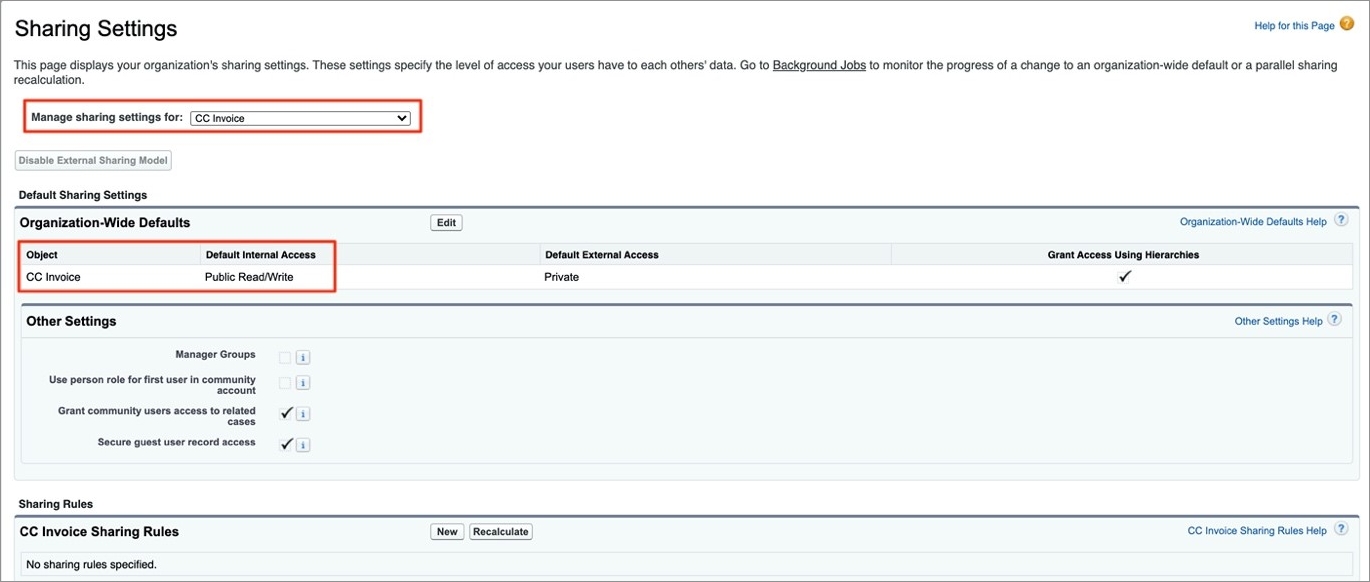 Sharing Settings
Help for this Page ?
This page displays your organization's sharing settings. These settings specify the level of access your users have to each others' data. Go to Background Jobs to monitor the progress of a change to an organization-wide default or a parallel sharing
recalculation.
Manage sharing settings for: CC Invoice
Disable External Sharing Model
Default Sharing Settings
Organization-Wide Defaults Edit Organization-Wide Defaults Help ?
Object Default Internal Access Default External Access Grant Access Using Hierarchies
CC Invoice Public Read/Write Private ✓
Other Settings Other Settings Help ?
Manager Groups i
Use person role for first user in community
account i
Grant community users access to related
cases ✓ i
Secure guest user record access ✓ i
Sharing Rules
CC Invoice Sharing Rules New Recalculate CC Invoice Sharing Rules Help ?
No sharing rules specified.